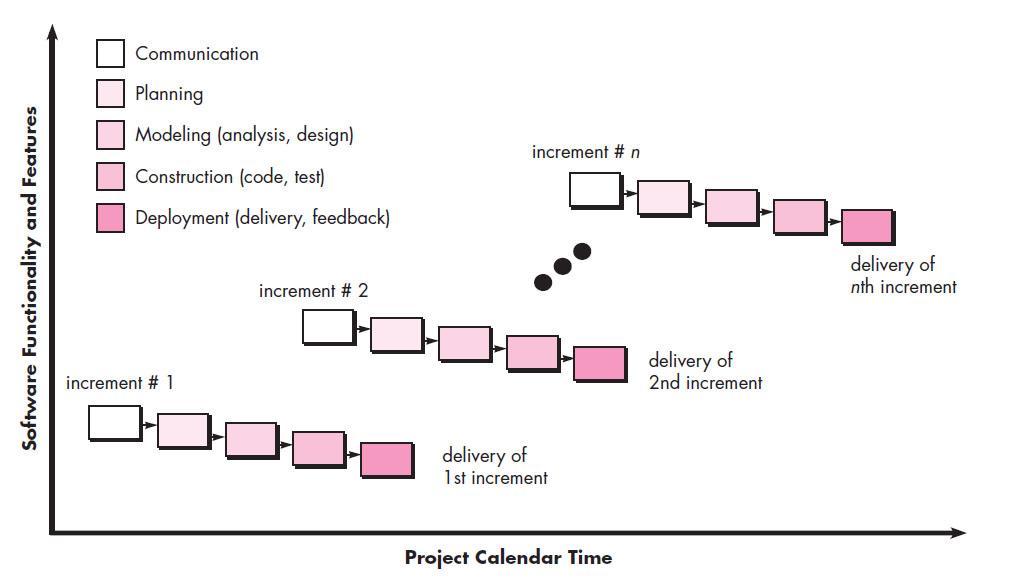 Software Functionality and Features
Communication
Planning
Modeling (analysis, design)
Construction (code, test)
Deployment (delivery, feedback)
increment # n
delivery of
nth increment
increment # 2
delivery of
2nd increment
increment # 1
delivery of
1st increment
Project Calendar Time